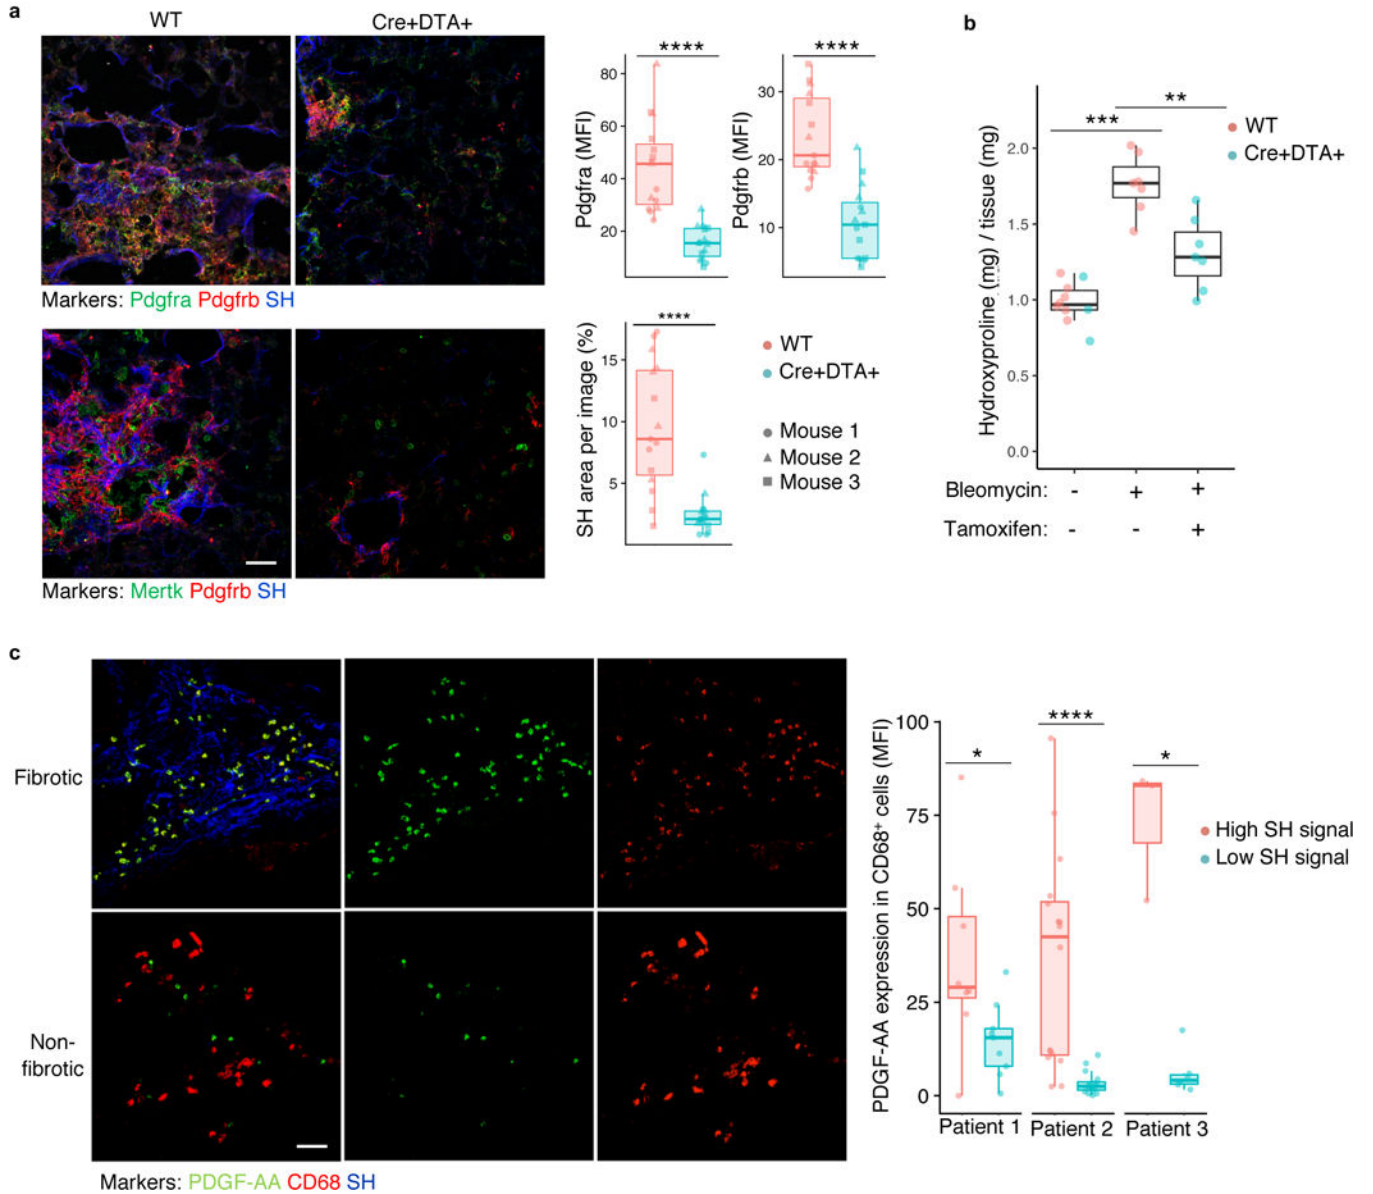 a
WT
Cre+DTA+
Markers: Pdgfra Pdgfrb SH
Markers: Mertk Pdgfrb SH
****
Pdgfra (MFI)
80
60
40
20
****
Pdgfrb (MFI)
30
20
10
****
SH area per image (%)
15
10
5
WT
Cre+DTA+
Mouse 1
Mouse 2
Mouse 3
b
**
***
WT
Cre+DTA+
Hydroxyproline (mg) / tissue (mg)
2.0
1.5
1.0
0.5
0.0
Bleomycin: - + +
Tamoxifen: - - +
c
Fibrotic
Non-
fibrotic
Markers: PDGF-AA CD68 SH
PDGF-AA expression in CD68+ cells (MFI)
100
75
50
25
0
*
****
*
High SH signal
Low SH signal
Patient 1 Patient 2 Patient 3